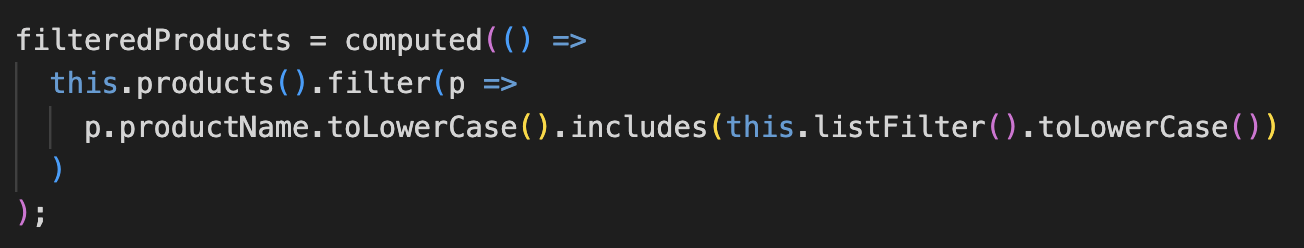 filteredProducts = computed(() =>
  this.products().filter(p =>
    p.productName.toLowerCase().includes(this.listFilter().toLowerCase())
  )
);